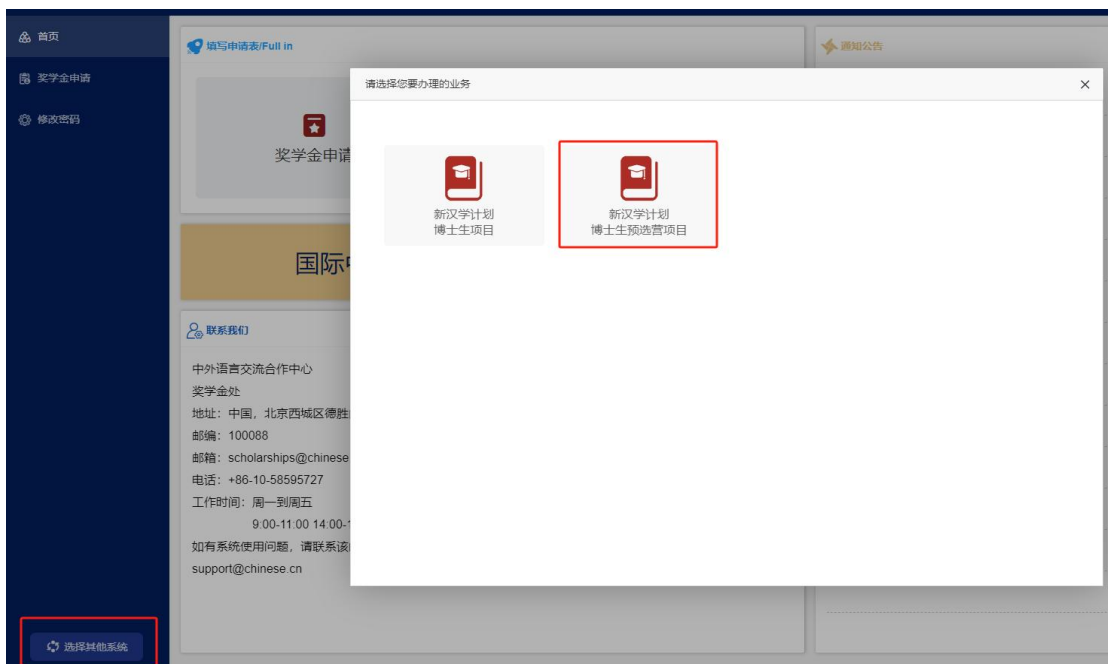 首页
奖学金申请
修改密码
选择其他系统
填写申请表/Full in
奖学金申请
国际
联系我们
中外语言交流合作中心
奖学金处
地址：中国，北京西城区德胜
邮编：100088
邮箱：scholarships@chinese
电话：+86-10-58595727
工作时间：周一到周五
9:00-11:00 14:00-
如有系统使用问题，请联系该
support@chinese.cn
通知公告
请选择您要办理的业务
新汉学计划
博士生项目
新汉学计划
博士生预选营项目